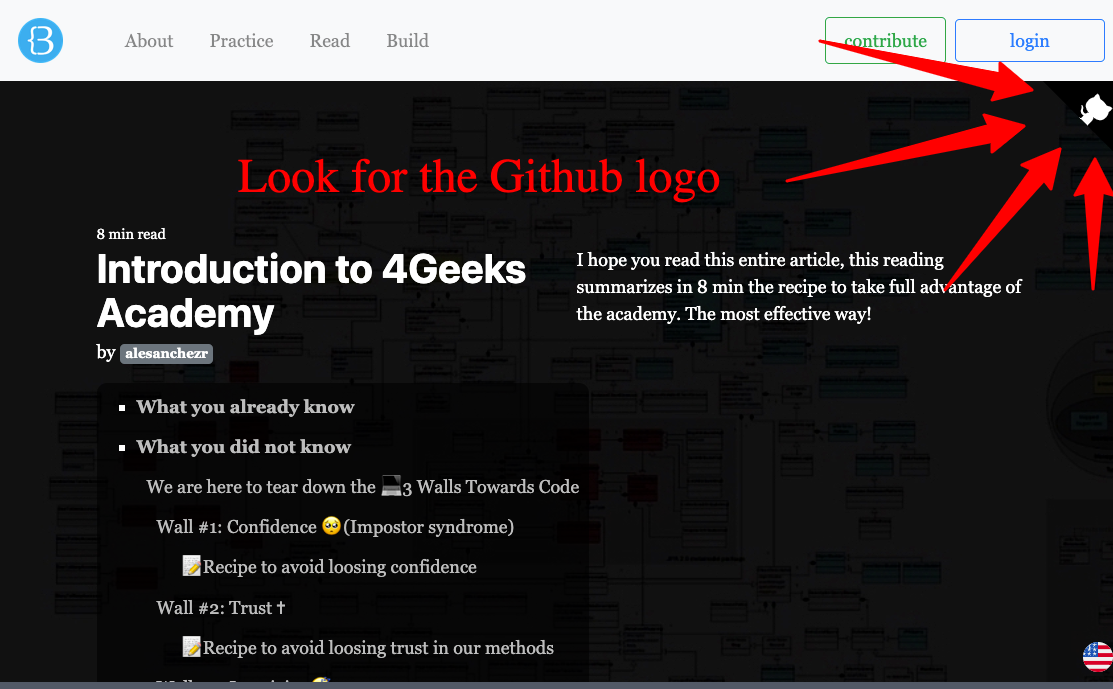 About Practice Read Build contribute login
Look for the Github logo
8 min read
Introduction to 4Geeks
Academy
by alesanchezr
I hope you read this entire article, this reading
summarizes in 8 min the recipe to take full advantage of
the academy. The most effective way!
What you already know
What you did not know
We are here to tear down the 💻3 Walls Towards Code
Wall #1: Confidence 🥺(Impostor syndrome)
📝Recipe to avoid loosing confidence
Wall #2: Trust ✝
📝Recipe to avoid loosing trust in our methods